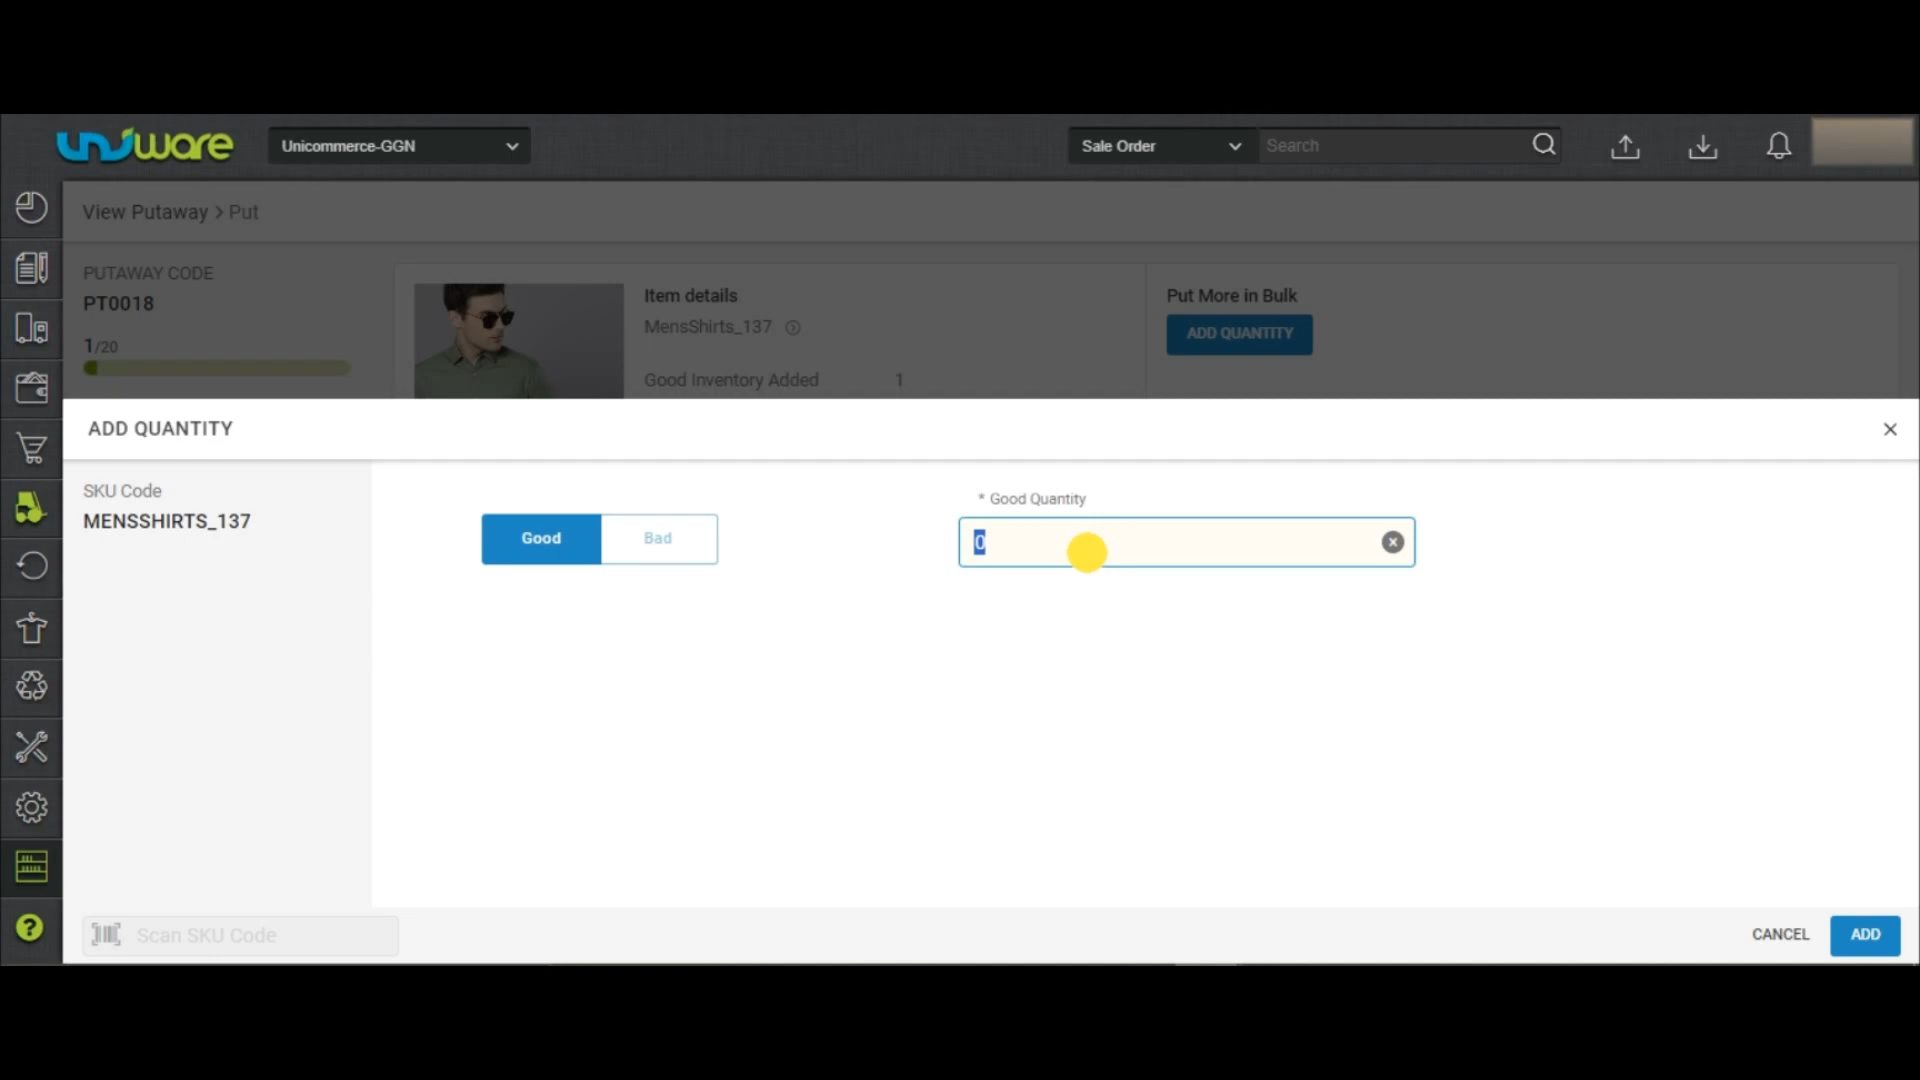 uniware
Unicommerce-GGN
Sale Order
Search
View Putaway > Put
PUTAWAY CODE
PT0018
1/20
Item details
MensShirts_137
Good Inventory Added 1
Put More in Bulk
ADD QUANTITY
ADD QUANTITY
SKU Code
MENSSHIRTS_137
Good
Bad
* Good Quantity
0
?
Scan SKU Code
CANCEL
ADD